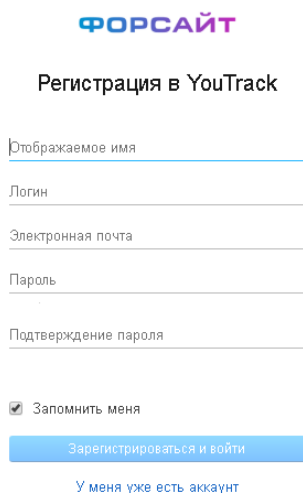 ФОРСАЙТ
Регистрация в YouTrack
Отображаемое имя
Логин
Электронная почта
Пароль
Подтверждение пароля
Запомнить меня
Зарегистрироваться и войти
У меня уже есть аккаунт